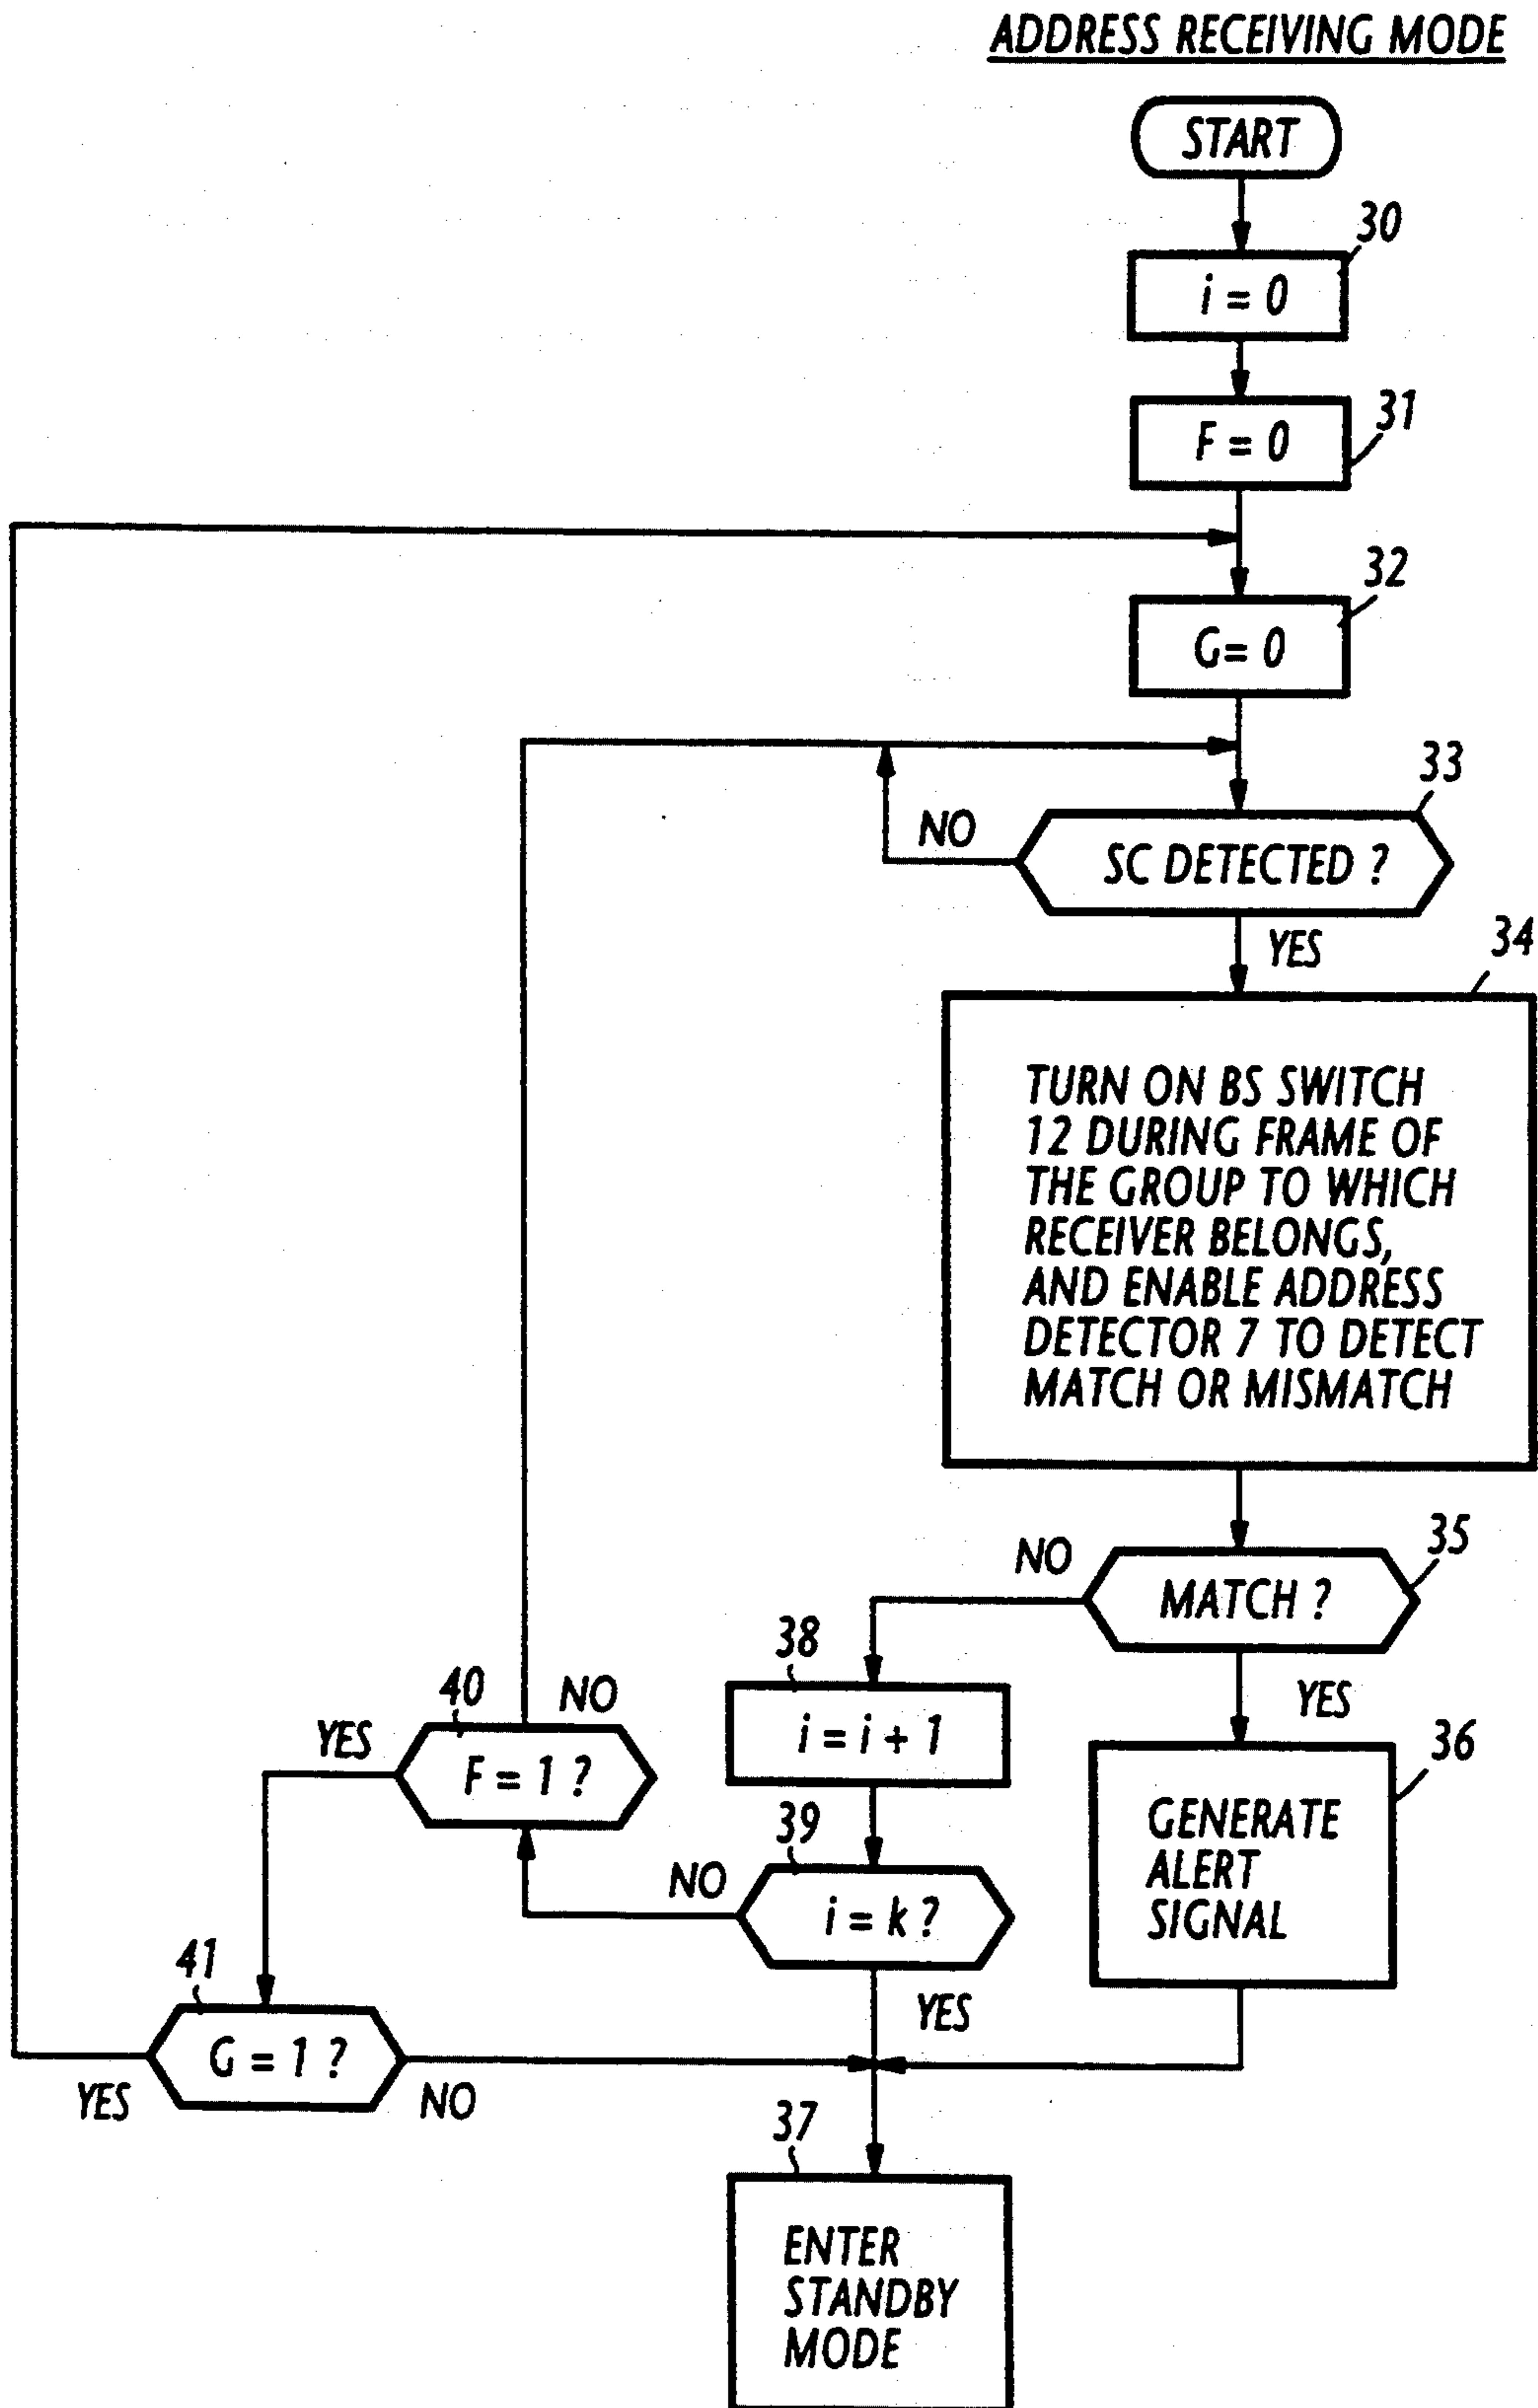 ADDRESS RECEIVING MODE
START
30
i = 0
31
F = 0
32
G= 0
33
SC DETECTED ?
NO
YES
34
TURN ON BS SWITCH
12 DURING FRAME OF
THE GROUP TO WHICH
RECEIVER BELONGS,
AND ENABLE ADDRESS
DETECTOR 7 TO DETECT
MATCH OR MISMATCH
35
MATCH ?
NO
YES
36
GENERATE
ALERT
SIGNAL
38
i = i + 1
39
i = k ?
NO
YES
40
F = 1 ?
NO
YES
41
G = 1 ?
YES
NO
37
ENTER
STANDBY
MODE